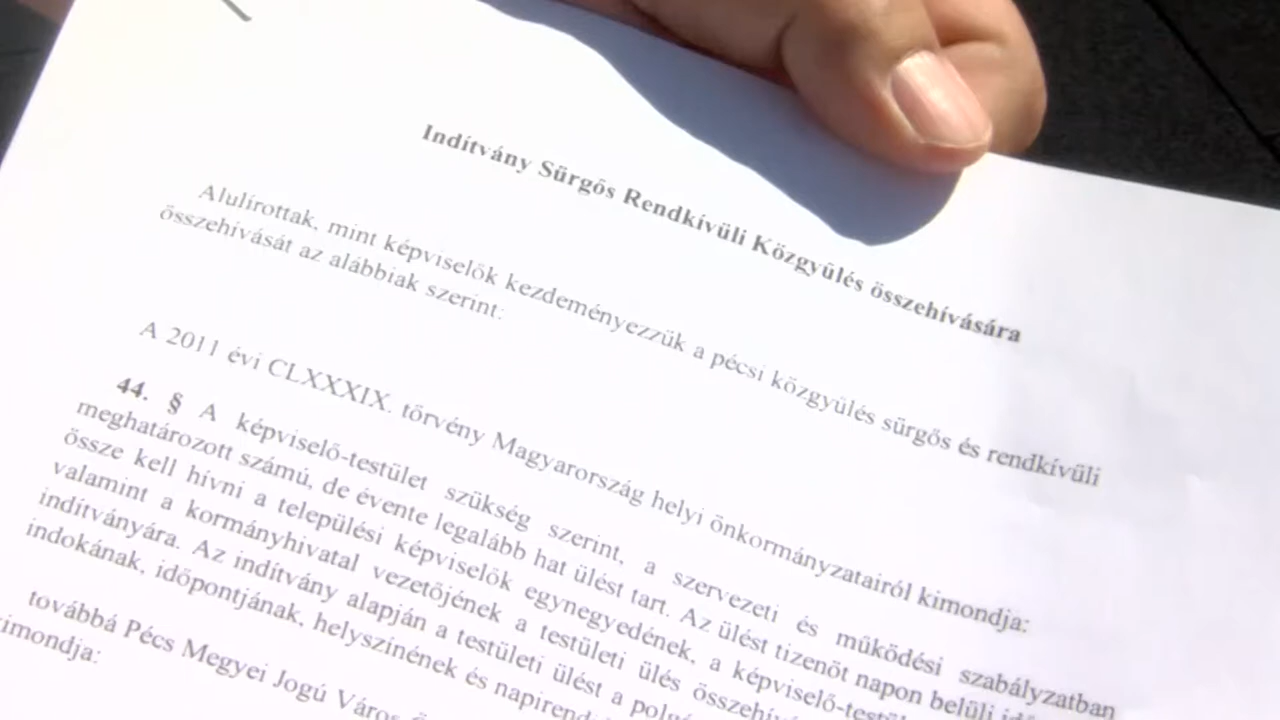 Indítvány Sürgős Rendkívüli Közgyűlés összehívására
Alulírottak, mint képviselők kezdeményezzük a pécsi közgyűlés sürgős és rendkívüli
összehívását az alábbiak szerint:
A 2011 évi CLXXXIX. törvény Magyarország helyi önkormányzatairól kimondja:
44. § A képviselő-testület szükség szerint, a szervezeti és működési szabályzatban
meghatározott számú, de évente legalább hat ülést tart. Az ülést tizenöt napon belüli
össze kell hívni a települési képviselők egynegyedének, a képviselő-testül
valamint a kormányhivatal vezetőjének a testületi ülés
indítványára. Az indítvány alapján a testületi ülést a
indokának, időpontjának, helyszínének és
továbbá Pécs Megyei Jogú Város
kimondja: